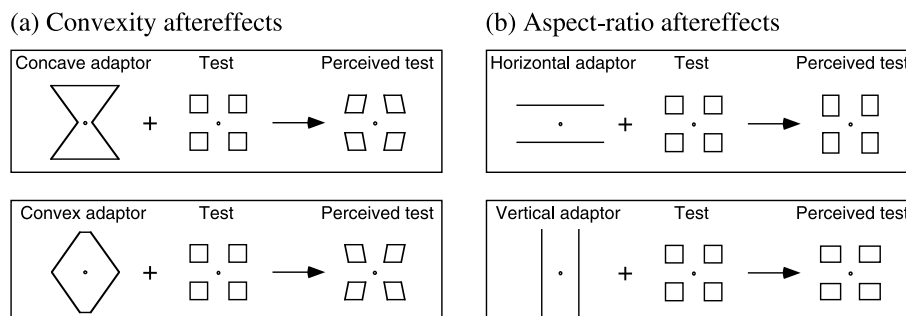 (a) Convexity aftereffects
Concave adaptor Test Perceived test
+
Convex adaptor Test Perceived test
+
(b) Aspect-ratio aftereffects
Horizontal adaptor Test Perceived test
+
Vertical adaptor Test Perceived test
+